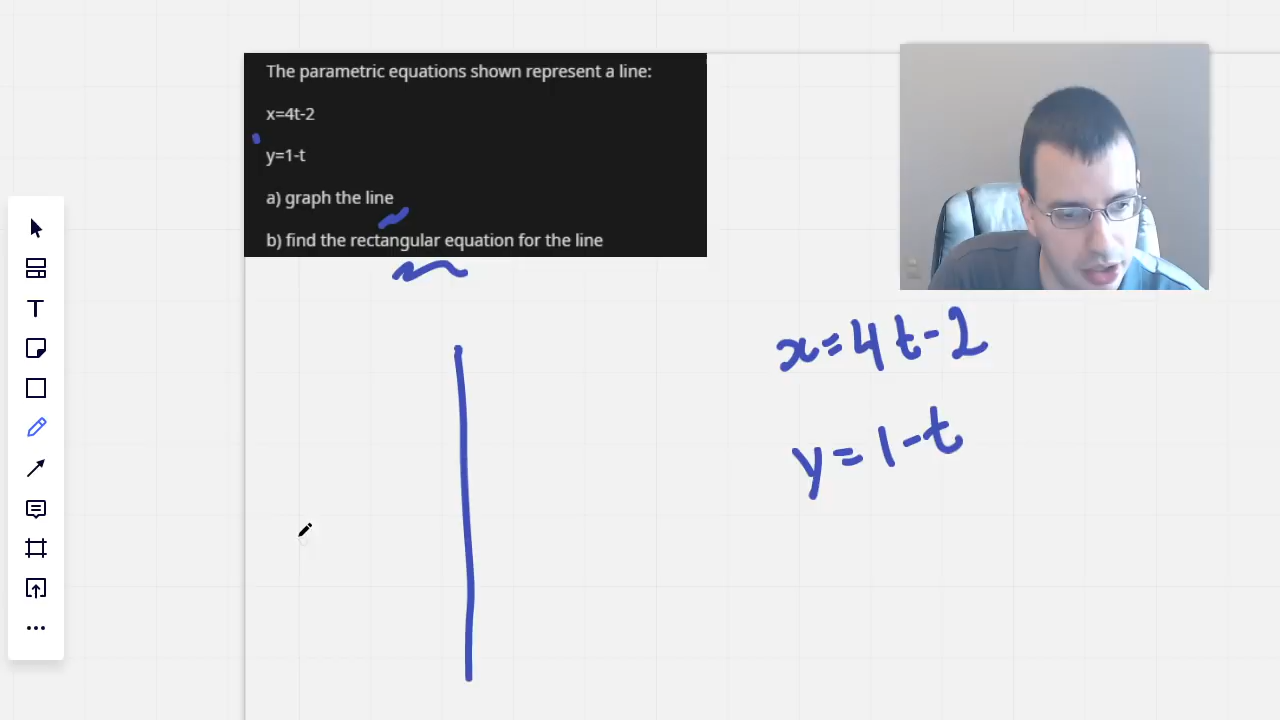 The parametric equations shown represent a line:
x=4t-2
y=1-t
a) graph the line
b) find the rectangular equation for the line
x=4t-2
y=1-t
T